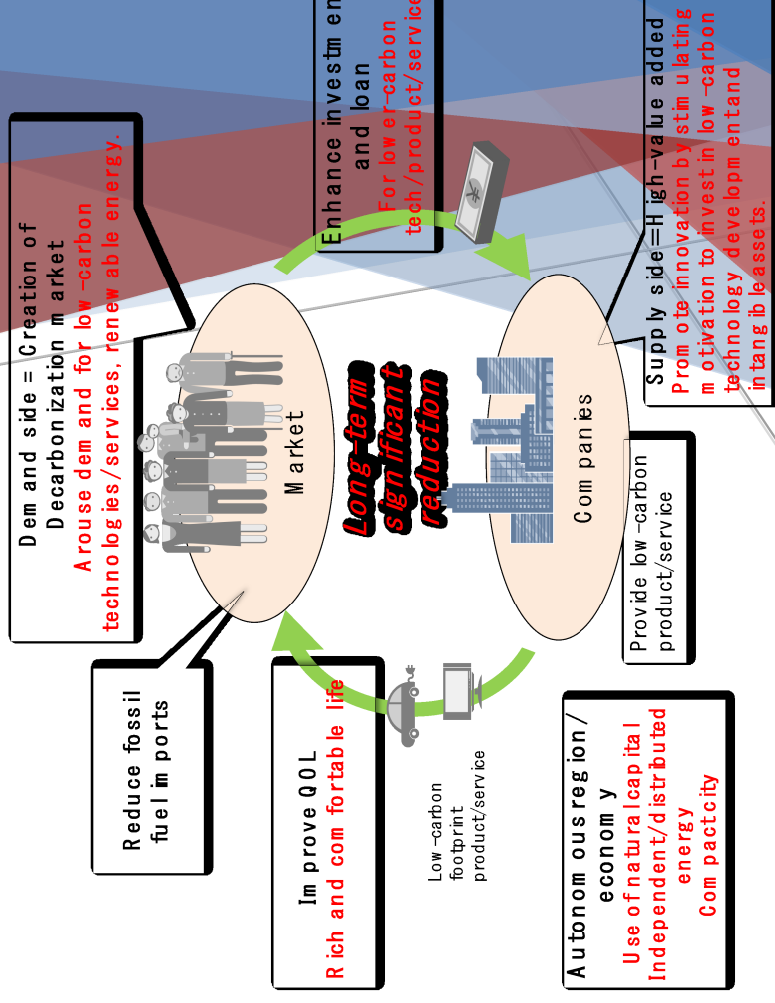 Demand side = Creation of
Decarbonization market
Arouse demand for low-carbon
technologies/services, renewable energy.
Reduce fossil
fuel imports
Market
Improve QOL
Rich and comfortable life
Enhance investmen
and loan
For lower-carbon
tech/product/service
Long-term
significant
reduction
¥
Low-carbon
footprint
product/service
Companies
Provide low-carbon
product/service
Supply side=High-value added
Promote innovation by stimulating
motivation to invest in low-carbon
technology development and
intangible assets.
Autonomous region/
economy
Use of natural capital
Independent/distributed
energy
Compact city